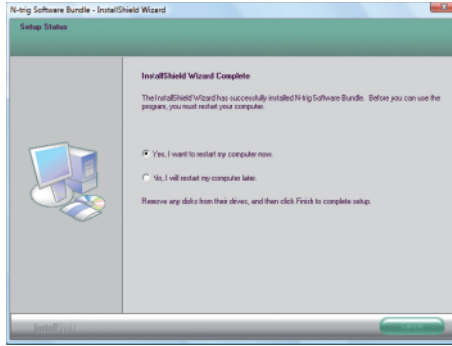 N-trig Software Bundle - InstallShield Wizard
Setup Status
InstallShield Wizard Complete
The InstallShield Wizard has successfully installed N-trig Software Bundle. Before you can use the
program, you must restart your computer.
Yes, I want to restart my computer now.
No, I will restart my computer later.
Remove any disks from their drives, and then click Finish to complete setup.
InstallShield